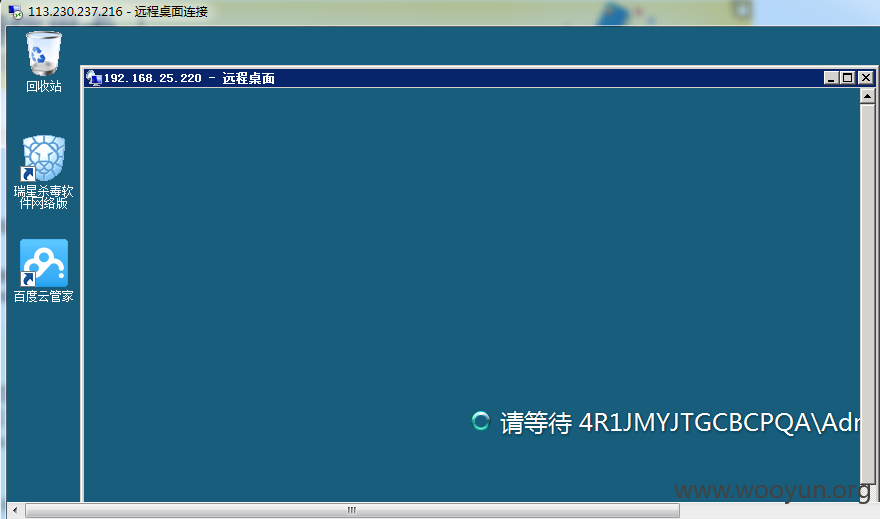 113.230.237.216 - 远程桌面连接
回收站
192.168.25.220 - 远程桌面
瑞星杀毒软
件网络版
百度云管家
请等待 4R1JMYJTGCBCPQA\Adr
www.wooyun.org